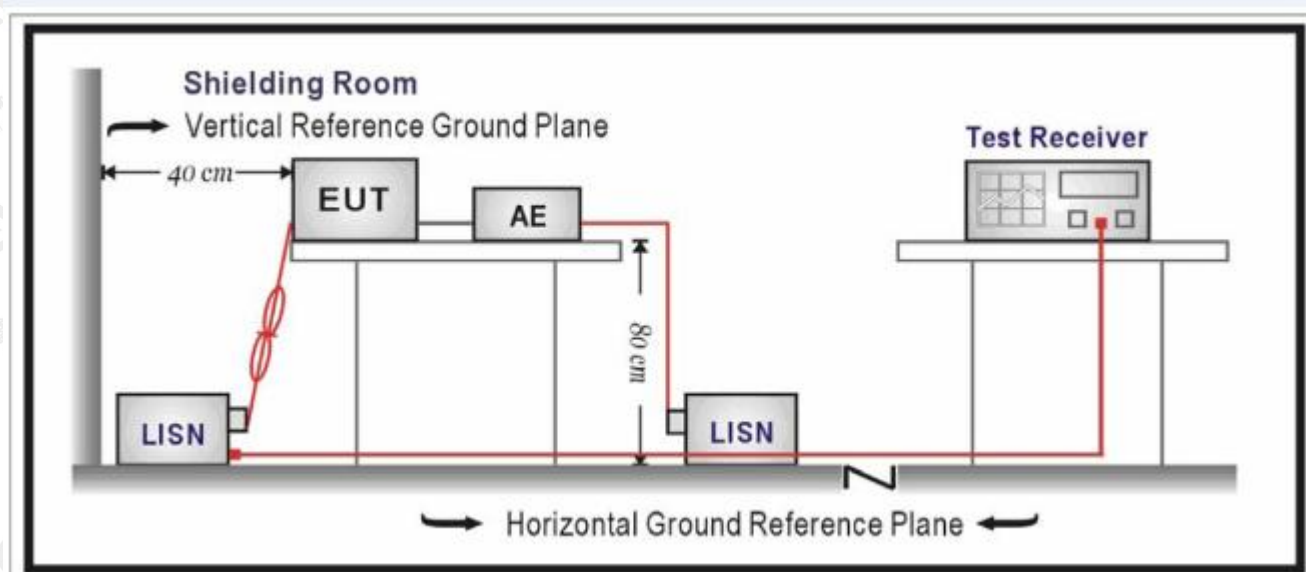 Shielding Room
Vertical Reference Ground Plane
40 cm
EUT
AE
Test Receiver
80 cm
LISN
LISN
Horizontal Ground Reference Plane